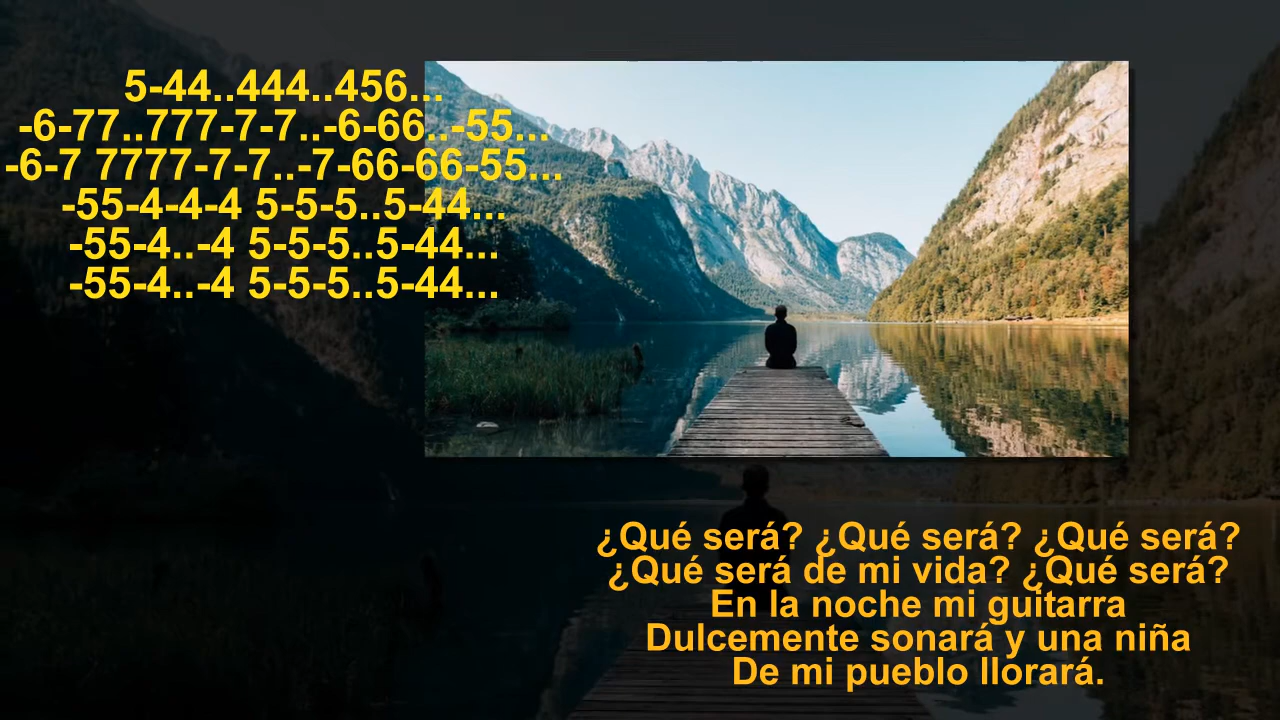 5-44..444..456...
-6-77..777-7-7..-6-66..-55...
-6-7 7777-7-7..-7-66-66-55...
-55-4-4-4 5-5-5..5-44...
-55-4..-4 5-5-5..5-44...
-55-4..-4 5-5-5..5-44...
¿Qué será? ¿Qué será? ¿Qué será?
¿Qué será de mi vida? ¿Qué será?
En la noche mi guitarra
Dulcemente sonará y una niña
De mi pueblo llorará.